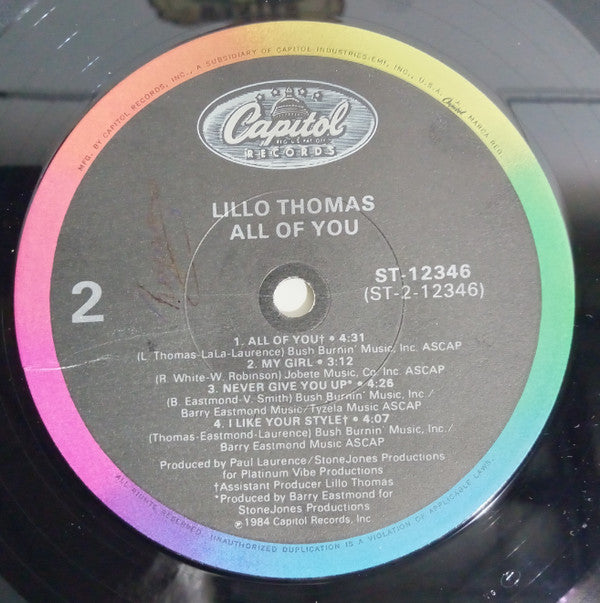 MFG. BY CAPITOL RECORDS, INC., A SUBSIDIARY OF CAPITOL INDUSTRIES-EMI, INC., U.S.A. Capitol MARCA REG.
Capitol
RECORDS
LILLO THOMAS
ALL OF YOU
2
ST-12346
(ST-2-12346)
1. ALL OF YOU† • 4:31
(L. Thomas-LaLa-Laurence) Bush Burnin' Music, Inc. ASCAP
2. MY GIRL • 3:12
(R. White-W. Robinson) Jobete Music, Co. Inc. ASCAP
3. NEVER GIVE YOU UP* • 4:26
(B. Eastmond-V. Smith) Bush Burnin' Music, Inc./
Barry Eastmond Music/Tyzela Music ASCAP
4. I LIKE YOUR STYLE† • 4:07
(Thomas-Eastmond-Laurence) Bush Burnin' Music, Inc./
Barry Eastmond Music ASCAP
Produced by Paul Laurence/StoneJones Productions
for Platinum Vibe Productions
†Assistant Producer Lillo Thomas
*Produced by Barry Eastmond for
StoneJones Productions
℗1984 Capitol Records, Inc
ALL RIGHTS RESERVED. UNAUTHORIZED DUPLICATION IS A VIOLATION OF APPLICABLE LAWS.